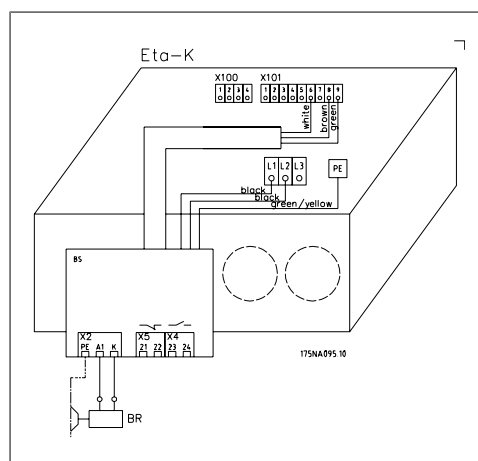 Eta-K
X100 X101
1 2 3 4 1 2 3 4 5 6 7 8 9
white
brown
green
L1 L2 L3 PE
black
black
green/yellow
BS
X2 X5 X4
PE A1 K 21 22 23 24
175NA095.10
BR